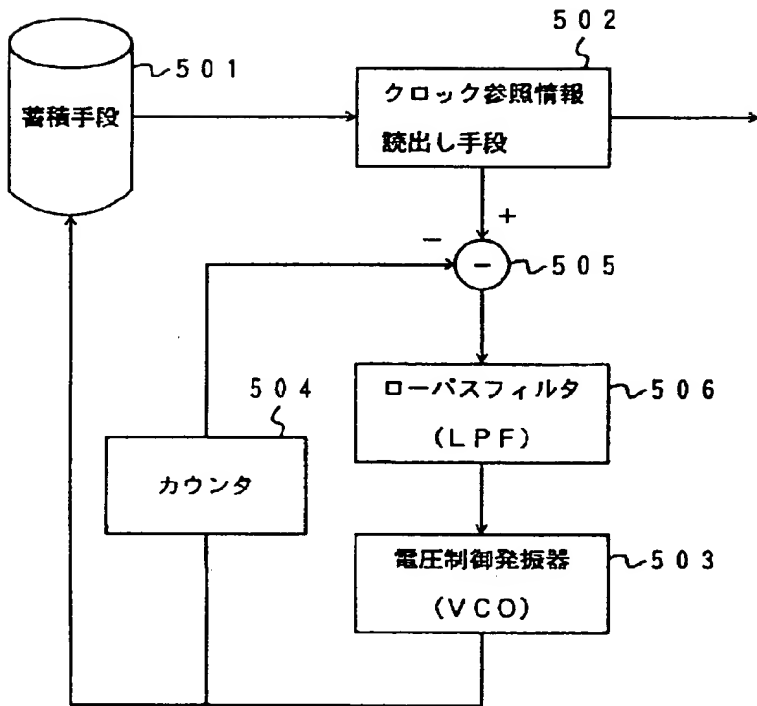 502
501
蓄積手段
クロック参照情報
読出し手段
+
−
-
505
504
ローパスフィルタ
(LPF)
506
カウンタ
電圧制御発振器
(VCO)
503